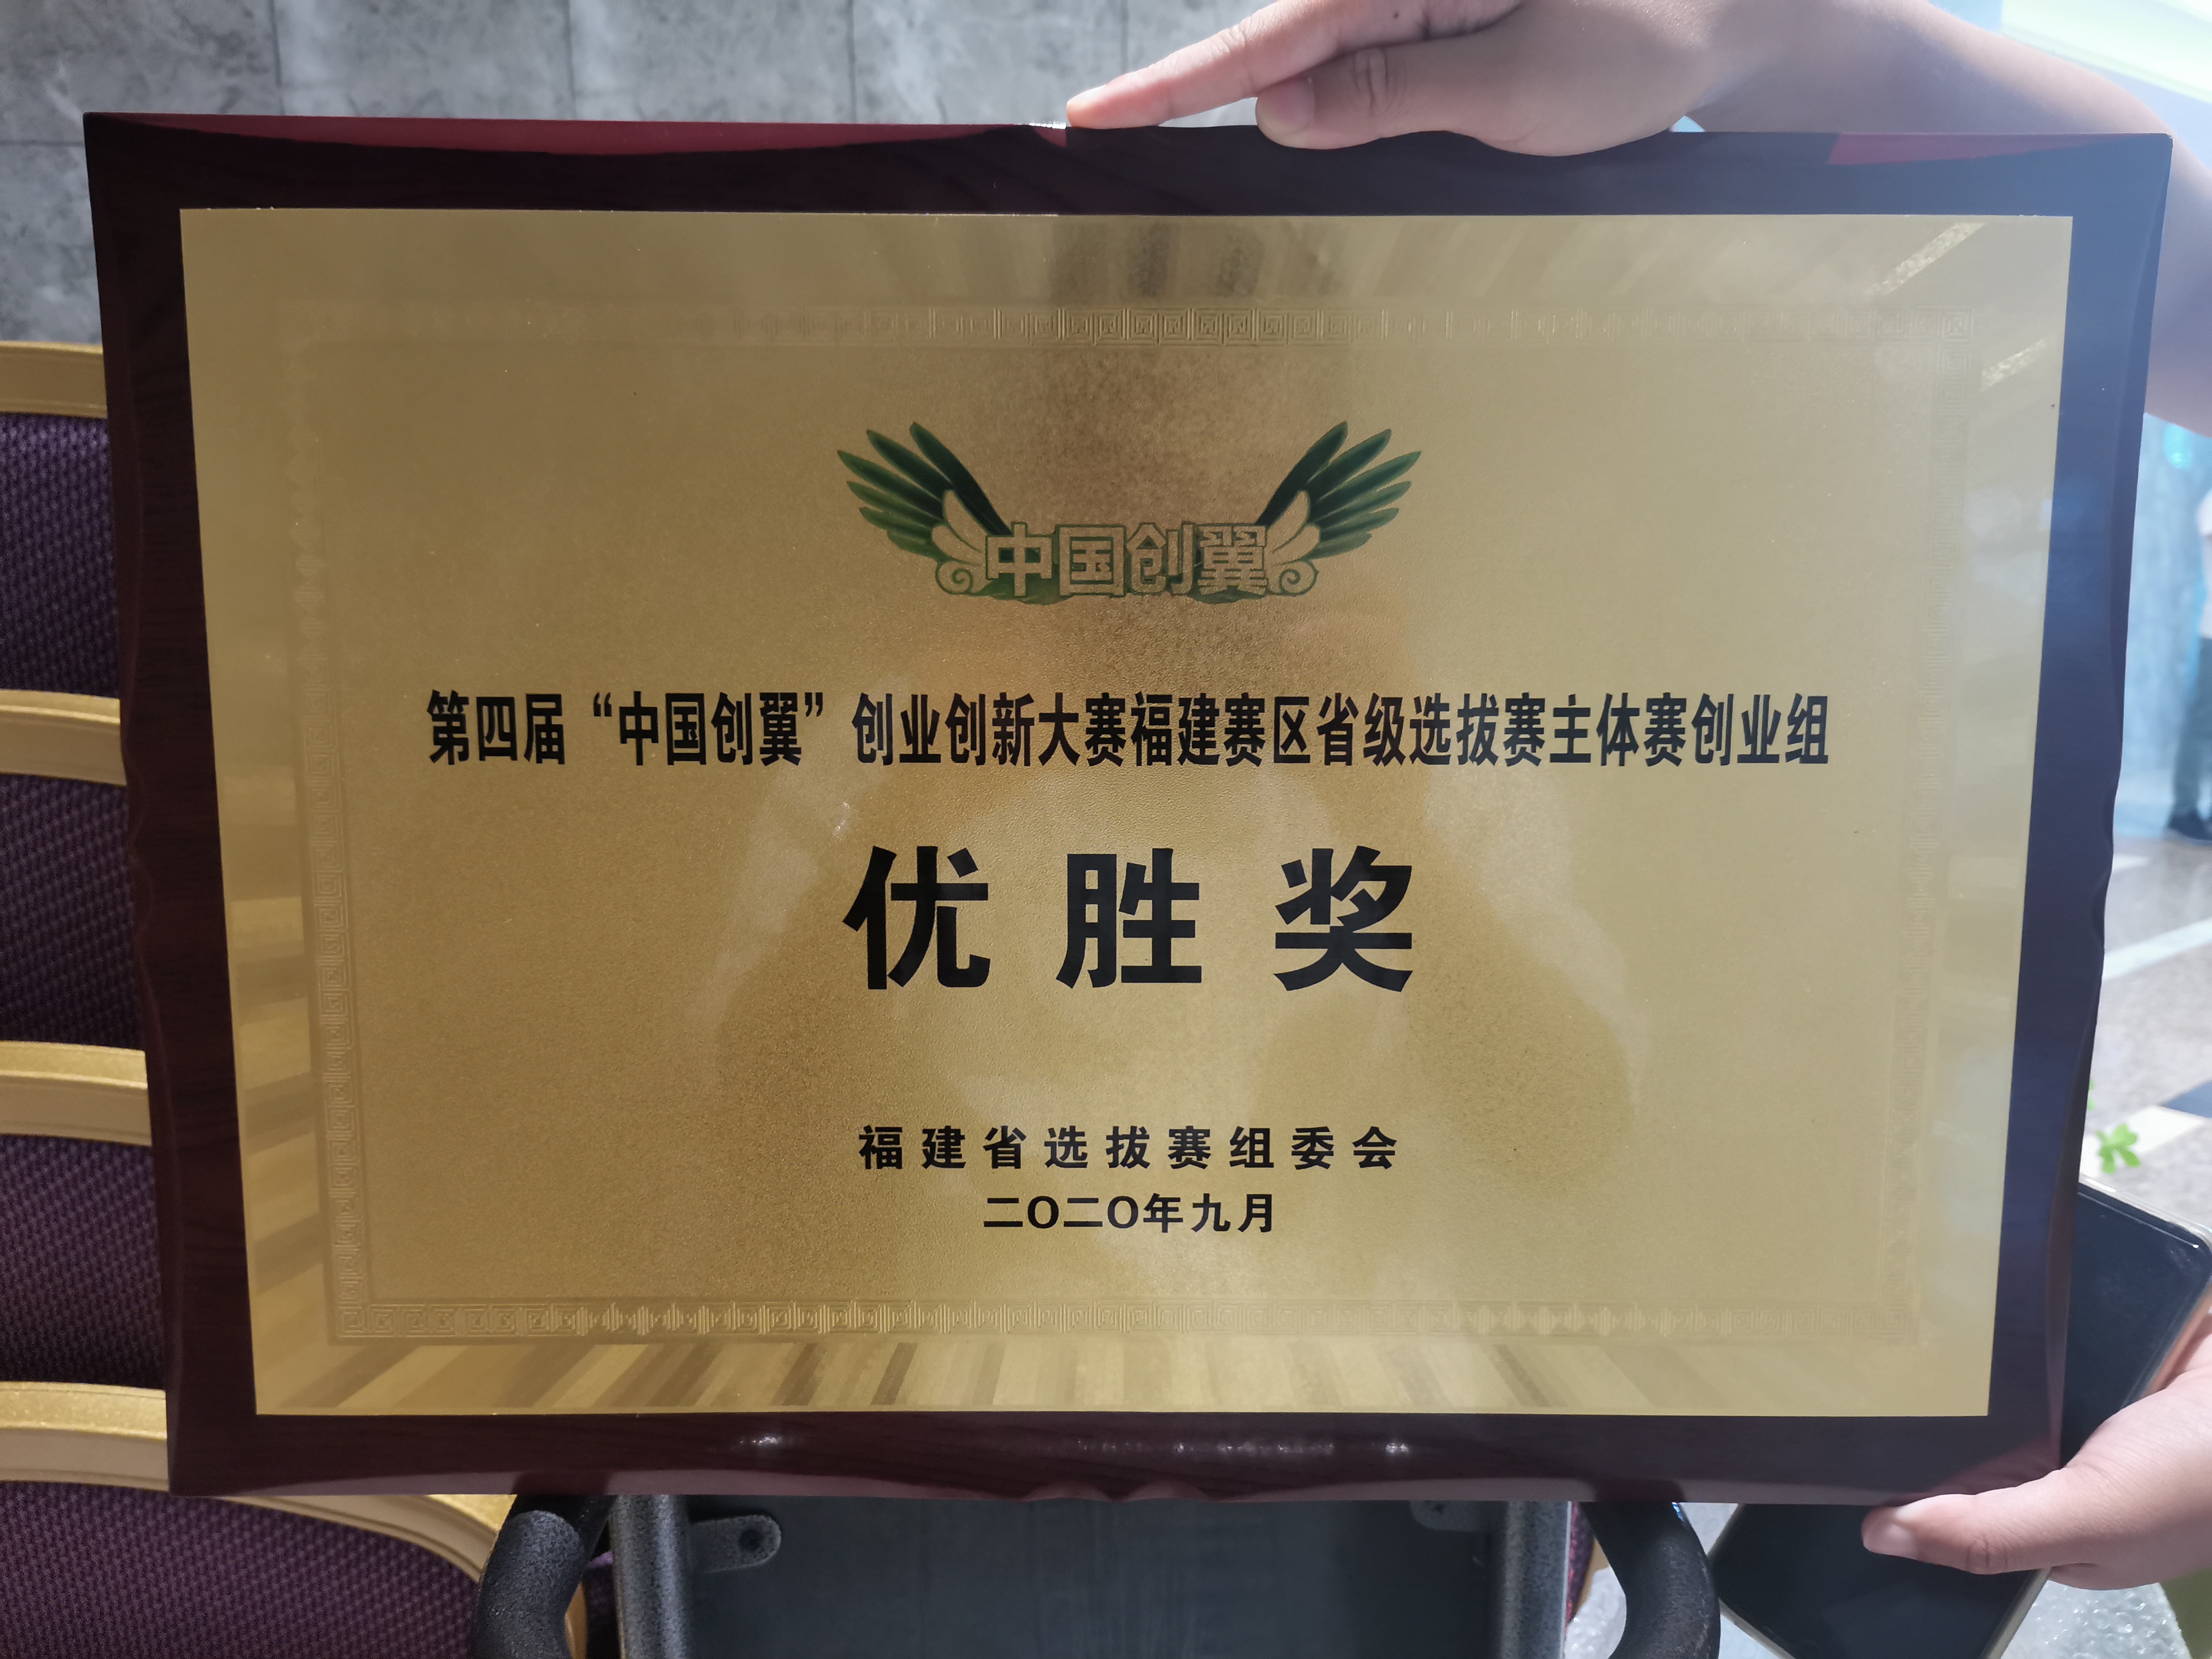 中国创翼
第四届“中国创翼”创业创新大赛福建赛区省级选拔赛主体赛创业组
优胜奖
福建省选拔赛组委会
二〇二〇年九月